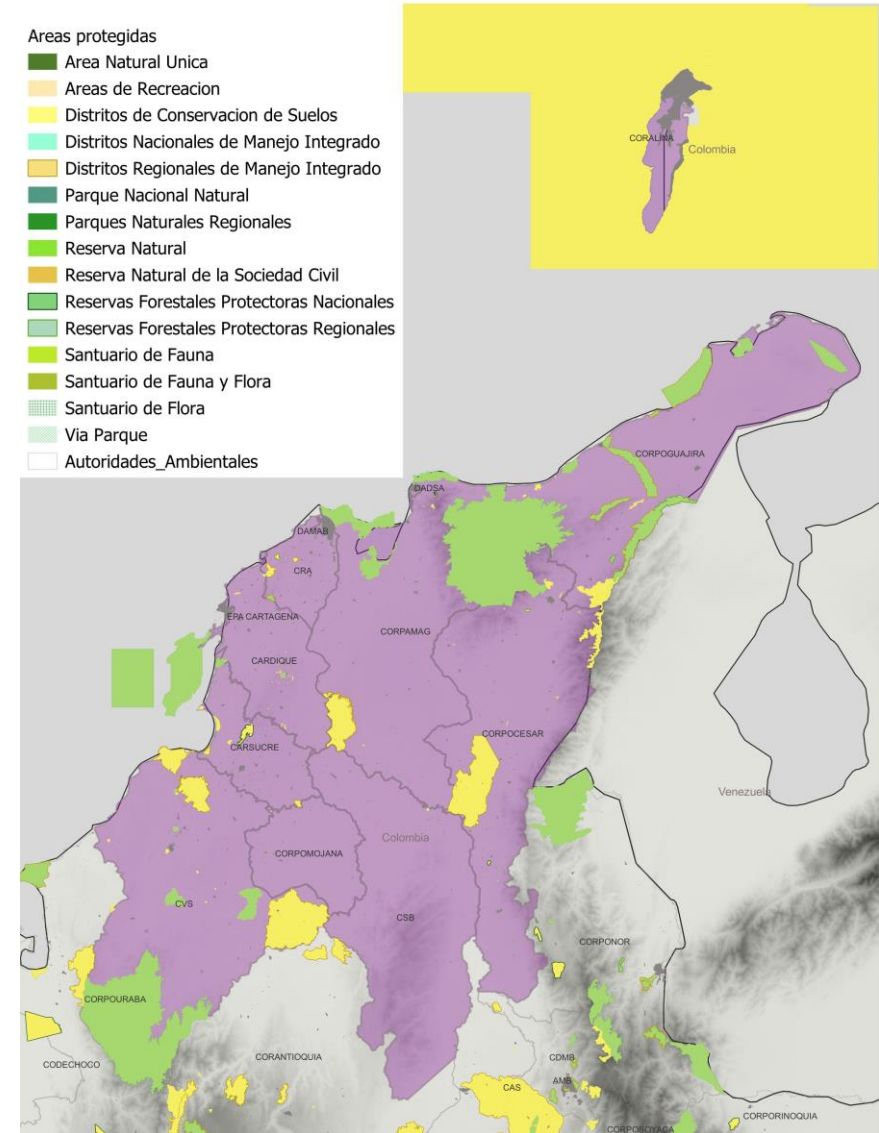 Areas protegidas
Area Natural Unica
Areas de Recreacion
Distritos de Conservacion de Suelos
Distritos Nacionales de Manejo Integrado
Distritos Regionales de Manejo Integrado
Parque Nacional Natural
Parques Naturales Regionales
Reserva Natural
Reserva Natural de la Sociedad Civil
Reservas Forestales Protectoras Nacionales
Reservas Forestales Protectoras Regionales
Santuario de Fauna
Santuario de Fauna y Flora
Santuario de Flora
Via Parque
Autoridades_Ambientales
CORALINA
Colombia
CORPOGUAJIRA
DADSA
DAMAB
CRA
EPA CARTAGENA
CORPAMAG
CARDIQUE
CARSUCRE
CORPOCESAR
Venezuela
Colombia
CORPOMOJANA
CVS
CSB
CORPONOR
CORPOURABA
CODECHOCO
CORANTIOQUIA
CDMB
AMB
CAS
CORPORINOQUIA
CORPOBOYACA